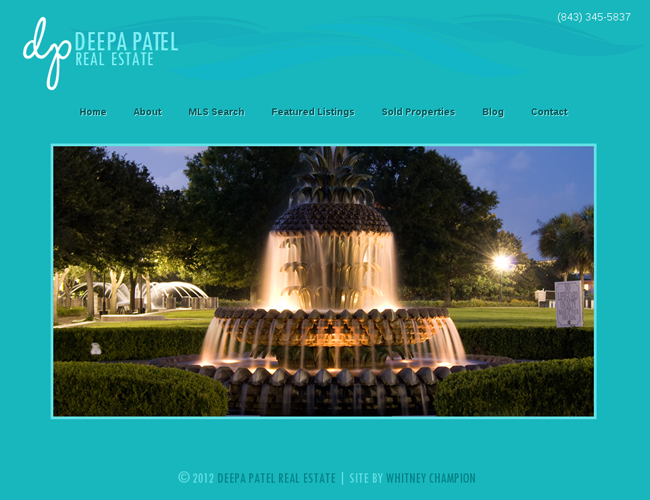 (843) 345-5837
dp DEEPA PATEL
REAL ESTATE
Home About MLS Search Featured Listings Sold Properties Blog Contact
© 2012 DEEPA PATEL REAL ESTATE | SITE BY WHITNEY CHAMPION